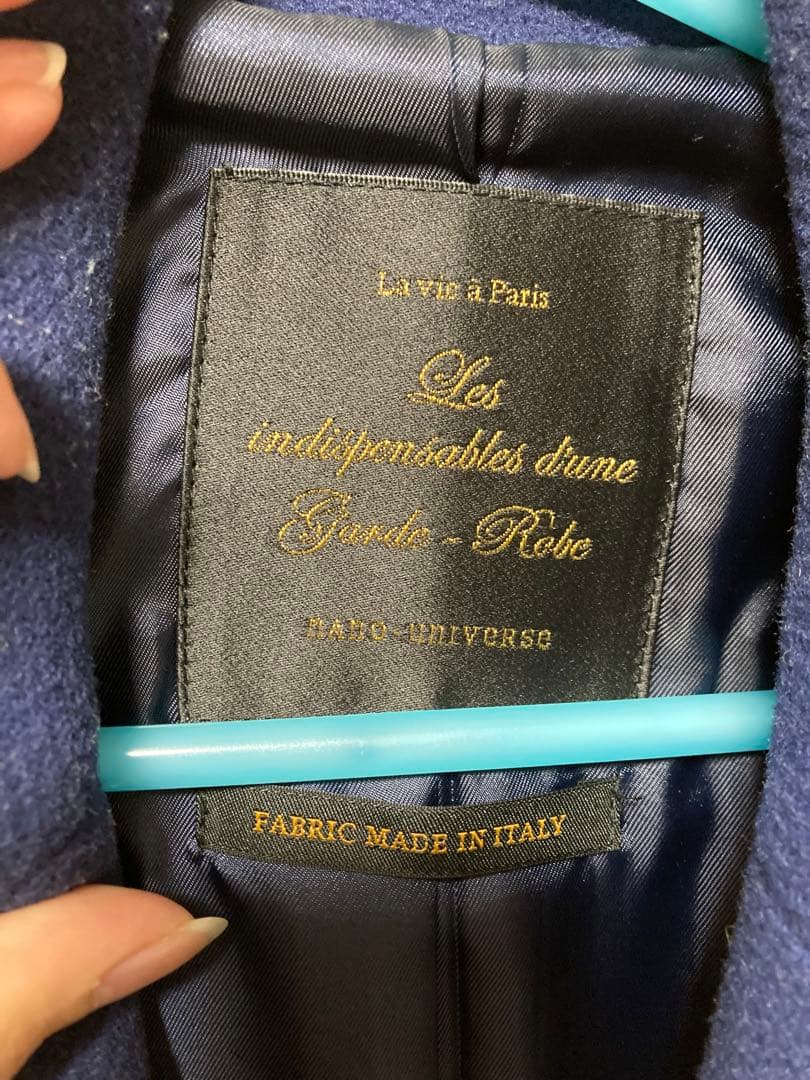 La vie à Paris
Les
indispensables d'une
Garde - Robe
nano·universe
FABRIC MADE IN ITALY